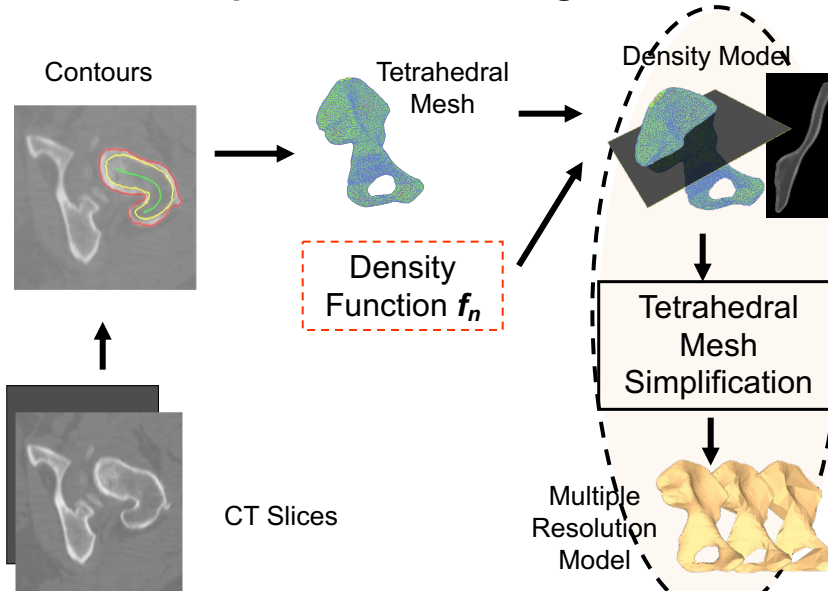 Contours
Tetrahedral
Mesh
Density Model
Density
Function fn
Tetrahedral
Mesh
Simplification
CT Slices
Multiple
Resolution
Model